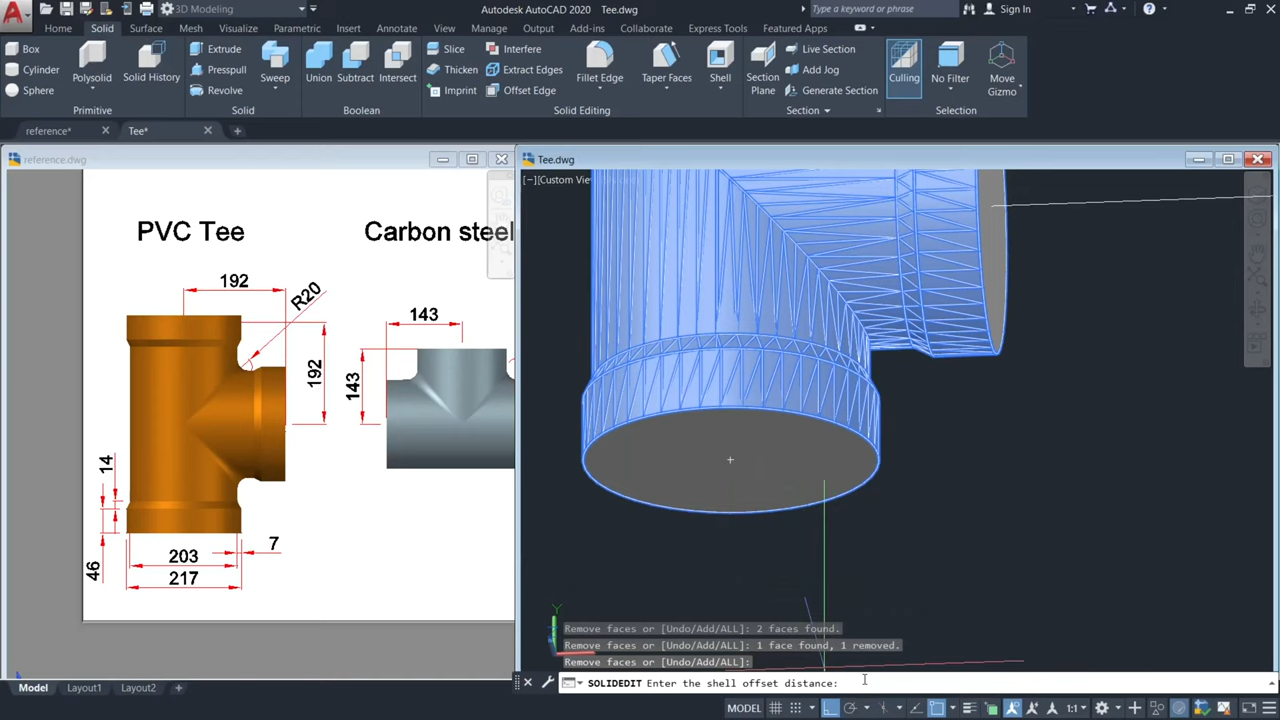 3D Modeling
Autodesk AutoCAD 2020 Tee.dwg
Type a keyword or phrase
Sign In
Home Solid Surface Mesh Visualize Parametric Insert Annotate View Manage Add-ins Output Collaborate Express Tools Featured Apps
Box
Cylinder
Sphere
Polysolid
Solid History
Primitive
Extrude
Presspull
Revolve
Sweep
Solid
Union
Subtract
Intersect
Boolean
Slice
Thicken
Imprint
Interfere
Extract Edges
Offset Edge
Fillet Edge
Taper Faces
Shell
Solid Editing
Section
Plane
Live Section
Add Jog
Generate Section
Section
Culling
No Filter
Move
Gizmo
Selection
reference*
Tee*
reference.dwg
Tee.dwg
[−][Custom Vie
PVC Tee
Carbon steel
192
R20
192
14
46
203
217
7
143
143
Y
Remove faces or [Undo/Add/ALL]: 2 faces found.
Remove faces or [Undo/Add/ALL]: 1 face found, 1 removed.
Remove faces or [Undo/Add/ALL]:
SOLIDEDIT Enter the shell offset distance:
Model Layout1 Layout2 +
MODEL
1:1